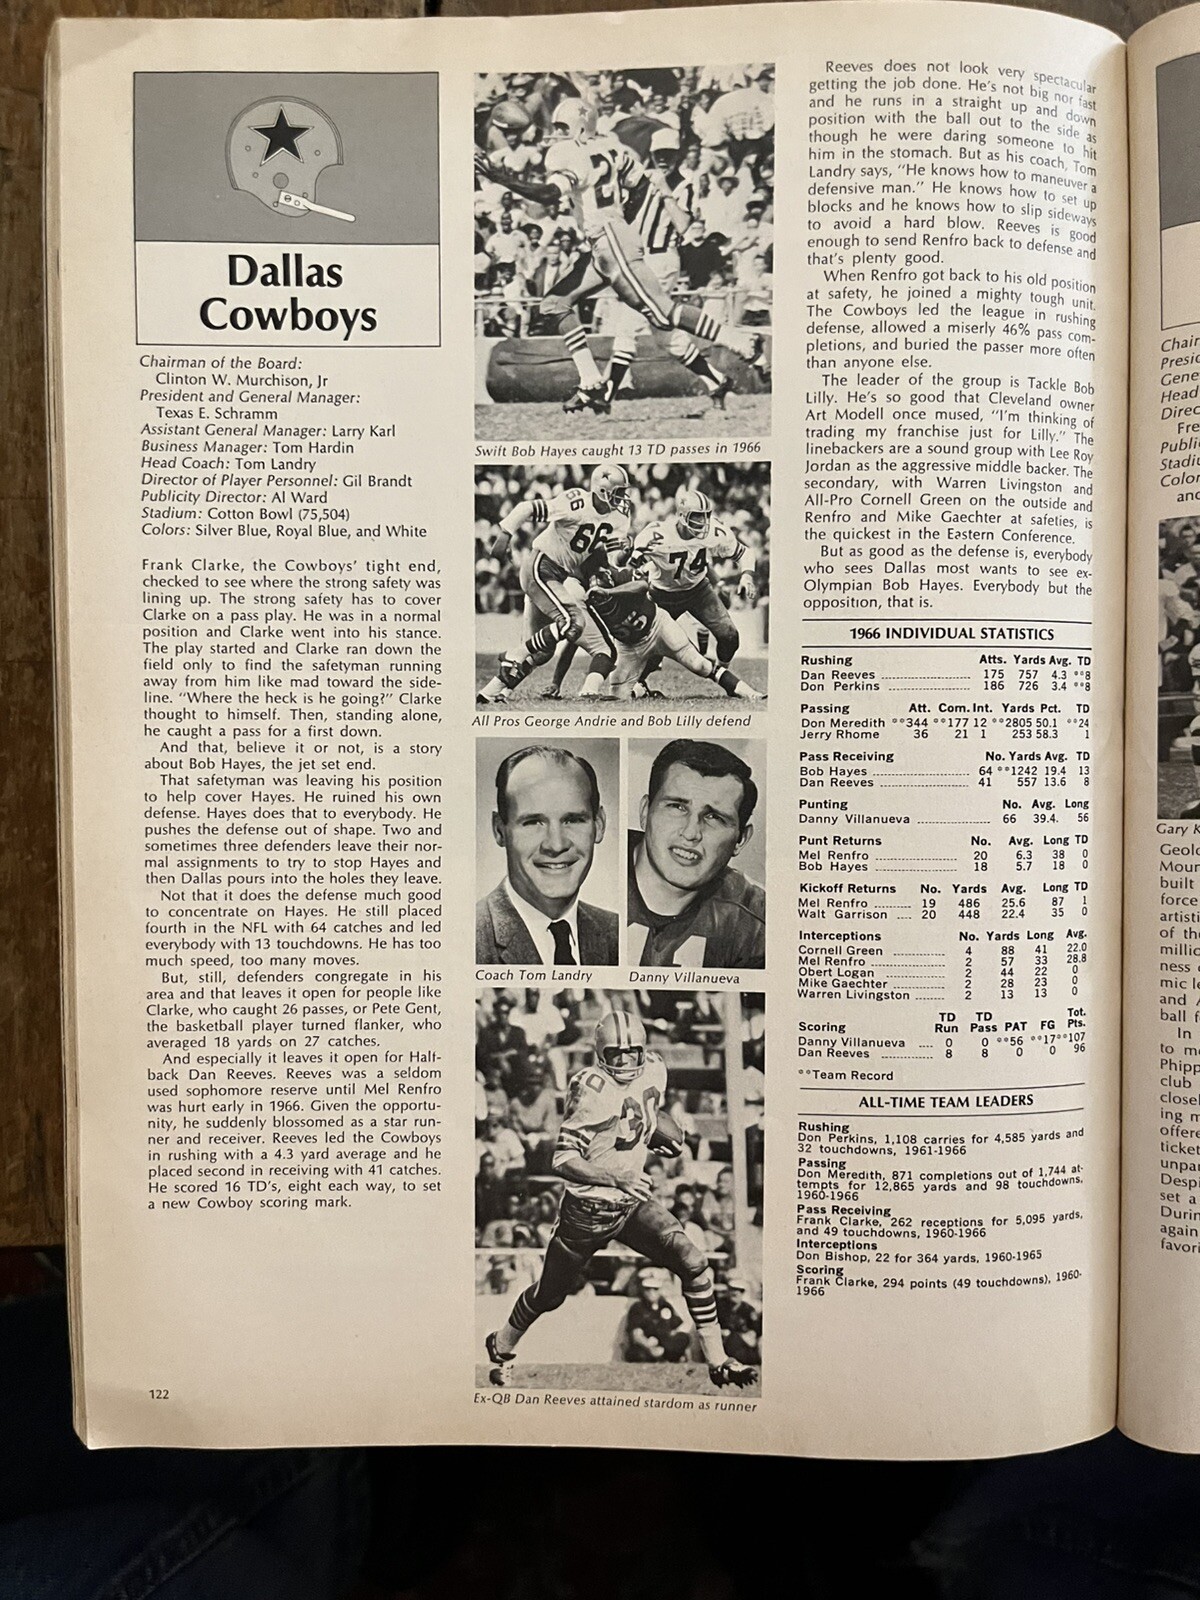 Dallas
Cowboys
Chairman of the Board:
Clinton W. Murchison, Jr
President and General Manager:
Texas E. Schramm
Assistant General Manager: Larry Karl
Business Manager: Tom Hardin
Head Coach: Tom Landry
Director of Player Personnel: Gil Brandt
Publicity Director: Al Ward
Stadium: Cotton Bowl (75,504)
Colors: Silver Blue, Royal Blue, and White
Frank Clarke, the Cowboys' tight end,
checked to see where the strong safety was
lining up. The strong safety has to cover
Clarke on a pass play. He was in a normal
position and Clarke went into his stance.
The play started and Clarke ran down the
field only to find the safetyman running
away from him like mad toward the side-
line. "Where the heck is he going?" Clarke
thought to himself. Then, standing alone,
he caught a pass for a first down.
And that, believe it or not, is a story
about Bob Hayes, the jet set end.
That safetyman was leaving his position
to help cover Hayes. He ruined his own
defense. Hayes does that to everybody. He
pushes the defense out of shape. Two and
sometimes three defenders leave their nor-
mal assignments to try to stop Hayes and
then Dallas pours into the holes they leave.
Not that it does the defense much good
to concentrate on Hayes. He still placed
fourth in the NFL with 64 catches and led
everybody with 13 touchdowns. He has too
much speed, too many moves.
But, still, defenders congregate in his
area and that leaves it open for people like
Clarke, who caught 26 passes, or Pete Gent,
the basketball player turned flanker, who
averaged 18 yards on 27 catches.
And especially it leaves it open for Half-
back Dan Reeves. Reeves was a seldom
used sophomore reserve until Mel Renfro
was hurt early in 1966. Given the opportu-
nity, he suddenly blossomed as a star run-
ner and receiver. Reeves led the Cowboys
in rushing with a 4.3 yard average and he
placed second in receiving with 41 catches.
He scored 16 TD's, eight each way, to set
a new Cowboy scoring mark.
122
Swift Bob Hayes caught 13 TD passes in 1966
66
74
All Pros George Andrie and Bob Lilly defend
Coach Tom Landry
Danny Villanueva
30
Ex-QB Dan Reeves attained stardom as runner
Reeves does not look very spectacular
getting the job done. He's not big nor fast
and he runs in a straight up and down
position with the ball out to the side as
though he were daring someone to hit
him in the stomach. But as his coach, Tom
Landry says, "He knows how to maneuver a
defensive man." He knows how to set up
blocks and he knows how to slip sideways
to avoid a hard blow. Reeves is good
enough to send Renfro back to defense and
that's plenty good.
When Renfro got back to his old position
at safety, he joined a mighty tough unit.
The Cowboys led the league in rushing
defense, allowed a miserly 46% pass com-
pletions, and buried the passer more often
than anyone else.
The leader of the group is Tackle Bob
Lilly. He's so good that Cleveland owner
Art Modell once mused, "I'm thinking of
trading my franchise just for Lilly." The
linebackers are a sound group with Lee Roy
Jordan as the aggressive middle backer. The
secondary, with Warren Livingston and
All-Pro Cornell Green on the outside and
Renfro and Mike Gaechter at safeties, is
the quickest in the Eastern Conference.
But as good as the defense is, everybody
who sees Dallas most wants to see ex-
Olympian Bob Hayes. Everybody but the
opposition, that is.
1966 INDIVIDUAL STATISTICS
Rushing Atts. Yards Avg. TD
Dan Reeves 175 757 4.3 **8
Don Perkins 186 726 3.4 **8
Passing Att. Com. Int. Yards Pct. TD
Don Meredith **344 **177 12 **2805 50.1 **24
Jerry Rhome 36 21 1 253 58.3 1
Pass Receiving No. Yards Avg. TD
Bob Hayes 64 **1242 19.4 13
Dan Reeves 41 557 13.6 8
Punting No. Avg. Long
Danny Villanueva 66 39.4. 56
Punt Returns No. Avg. Long TD
Mel Renfro 20 6.3 38 0
Bob Hayes 18 5.7 18 0
Kickoff Returns No. Yards Avg. Long TD
Mel Renfro 19 486 25.6 87 1
Walt Garrison 20 448 22.4 35 0
Interceptions No. Yards Long Avg.
Cornell Green 4 88 41 22.0
Mel Renfro 2 57 33 28.8
Obert Logan 2 44 22 0
Mike Gaechter 2 28 23 0
Warren Livingston 2 13 13 0
TD TD Tot.
Scoring Run Pass PAT FG Pts.
Danny Villanueva 0 0 **56 **17 **107
Dan Reeves 8 8 0 0 96
**Team Record
ALL-TIME TEAM LEADERS
Rushing
Don Perkins, 1,108 carries for 4,585 yards and
32 touchdowns, 1961-1966
Passing
Don Meredith, 871 completions out of 1,744 at-
tempts for 12,865 yards and 98 touchdowns,
1960-1966
Pass Receiving
Frank Clarke, 262 receptions for 5,095 yards,
and 49 touchdowns, 1960-1966
Interceptions
Don Bishop, 22 for 364 yards, 1960-1965
Scoring
Frank Clarke, 294 points (49 touchdowns), 1960-
1966